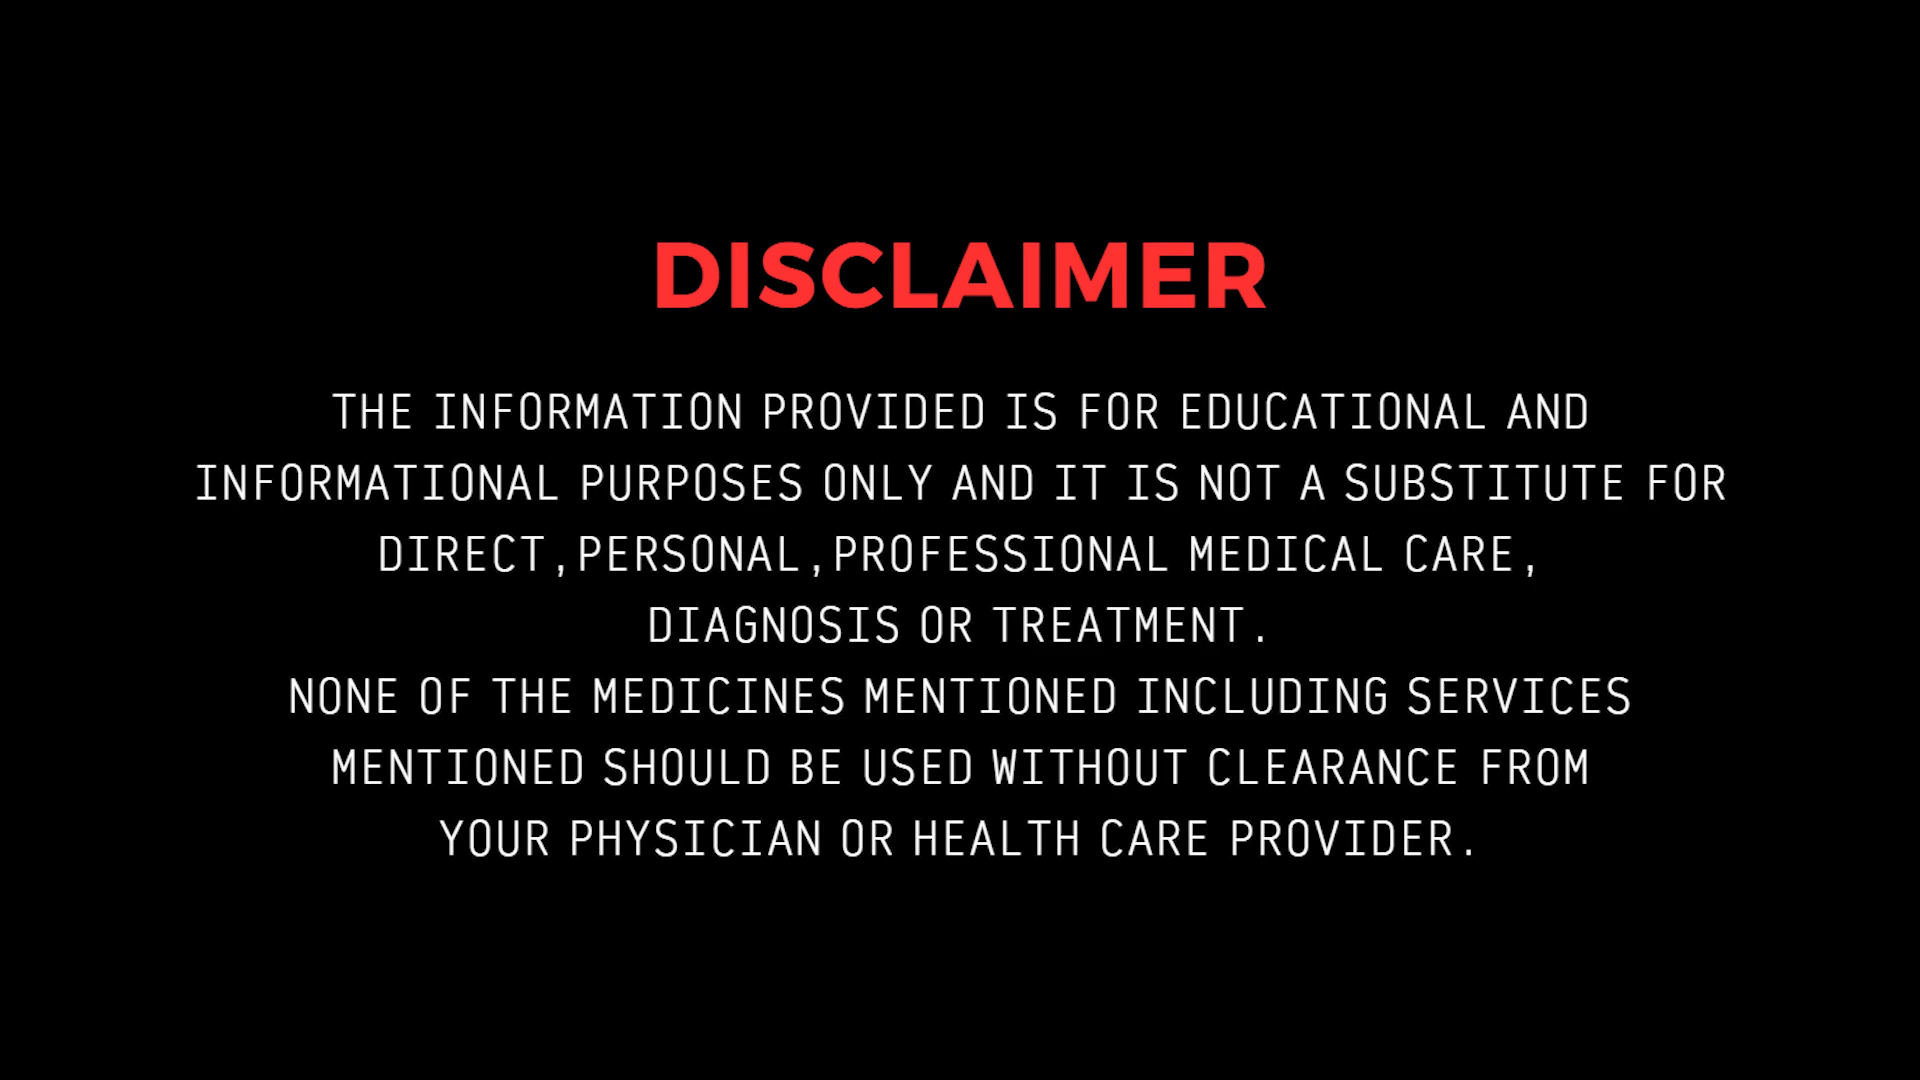 DISCLAIMER
THE INFORMATION PROVIDED IS FOR EDUCATIONAL AND
INFORMATIONAL PURPOSES ONLY AND IT IS NOT A SUBSTITUTE FOR
DIRECT,PERSONAL,PROFESSIONAL MEDICAL CARE,
DIAGNOSIS OR TREATMENT.
NONE OF THE MEDICINES MENTIONED INCLUDING SERVICES
MENTIONED SHOULD BE USED WITHOUT CLEARANCE FROM
YOUR PHYSICIAN OR HEALTH CARE PROVIDER.